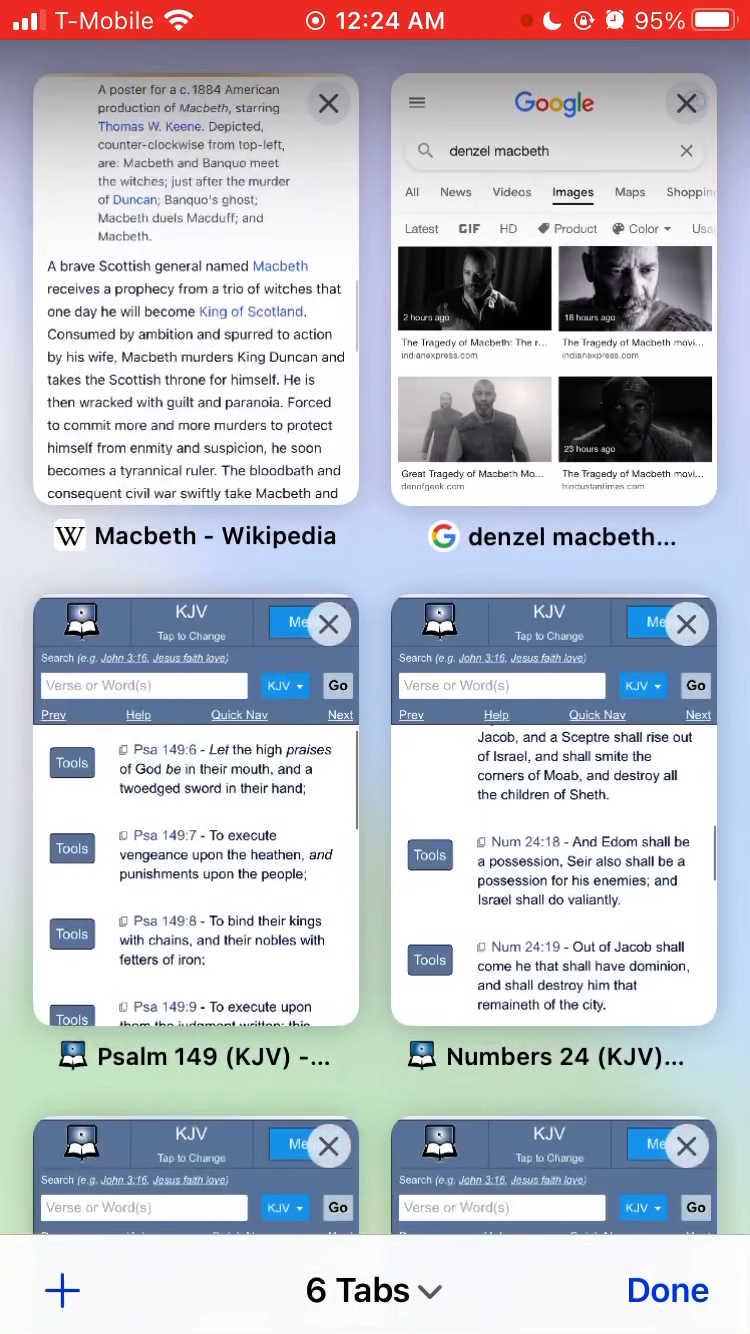 T-Mobile 12:24 AM 95%
A poster for a c. 1884 American
production of Macbeth, starring
Thomas W. Keene. Depicted,
counter-clockwise from top-left,
are: Macbeth and Banquo meet
the witches; just after the murder
of Duncan; Banquo's ghost;
Macbeth duels Macduff; and
Macbeth.
A brave Scottish general named Macbeth
receives a prophecy from a trio of witches that
one day he will become King of Scotland.
Consumed by ambition and spurred to action
by his wife, Macbeth murders King Duncan and
takes the Scottish throne for himself. He is
then wracked with guilt and paranoia. Forced
to commit more and more murders to protect
himself from enmity and suspicion, he soon
becomes a tyrannical ruler. The bloodbath and
consequent civil war swiftly take Macbeth and
W Macbeth - Wikipedia
Google
denzel macbeth
All News Videos Images Maps Shopping
Latest GIF HD Product Color Usa
2 hours ago 18 hours ago
The Tragedy of Macbeth: The r... The Tragedy of Macbeth movi...
indianexpress.com indianexpress.com
23 hours ago
Great Tragedy of Macbeth Mo... The Tragedy of Macbeth movi...
denofgeek.com hindustantimes.com
G denzel macbeth...
KJV Me
Tap to Change
Search (e.g. John 3:16, Jesus faith love)
Verse or Word(s) KJV Go
Prev Help Quick Nav Next
Tools Psa 149:6 - Let the high praises
of God be in their mouth, and a
twoedged sword in their hand;
Tools Psa 149:7 - To execute
vengeance upon the heathen, and
punishments upon the people;
Tools Psa 149:8 - To bind their kings
with chains, and their nobles with
fetters of iron;
Tools Psa 149:9 - To execute upon
them the judgment written: this
Psalm 149 (KJV) -...
KJV Me
Tap to Change
Search (e.g. John 3:16, Jesus faith love)
Verse or Word(s) KJV Go
Prev Help Quick Nav Next
Jacob, and a Sceptre shall rise out
of Israel, and shall smite the
corners of Moab, and destroy all
the children of Sheth.
Tools Num 24:18 - And Edom shall be
a possession, Seir also shall be a
possession for his enemies; and
Israel shall do valiantly.
Tools Num 24:19 - Out of Jacob shall
come he that shall have dominion,
and shall destroy him that
remaineth of the city.
Numbers 24 (KJV)...
KJV Me
Tap to Change
Search (e.g. John 3:16, Jesus faith love)
Verse or Word(s) KJV Go
KJV Me
Tap to Change
Search (e.g. John 3:16, Jesus faith love)
Verse or Word(s) KJV Go
6 Tabs Done